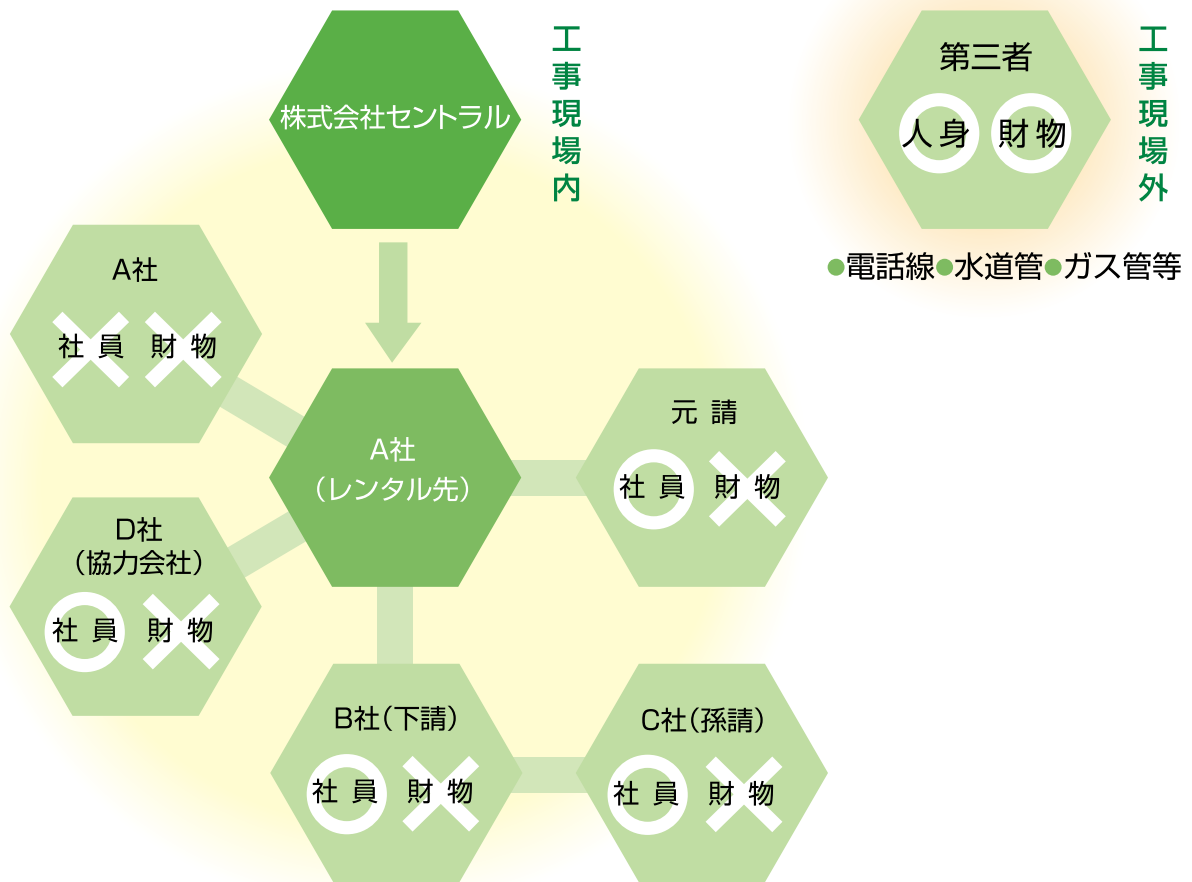 株式会社セントラル
工事現場内
第三者
人身 財物
工事現場外
●電話線●水道管●ガス管等
A社
社員 財物
A社
（レンタル先）
元請
社員 財物
D社
（協力会社）
社員 財物
B社（下請）
社員 財物
C社（孫請）
社員 財物